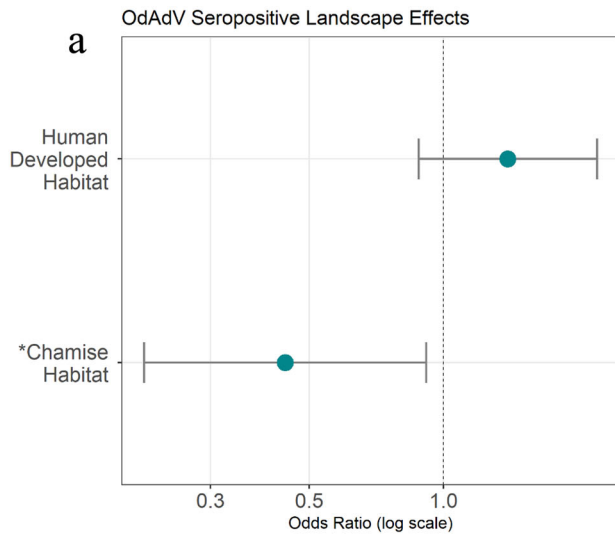 OdAdV Seropositive Landscape Effects
a
Human
Developed
Habitat
*Chamise
Habitat
0.3 0.5 1.0
Odds Ratio (log scale)